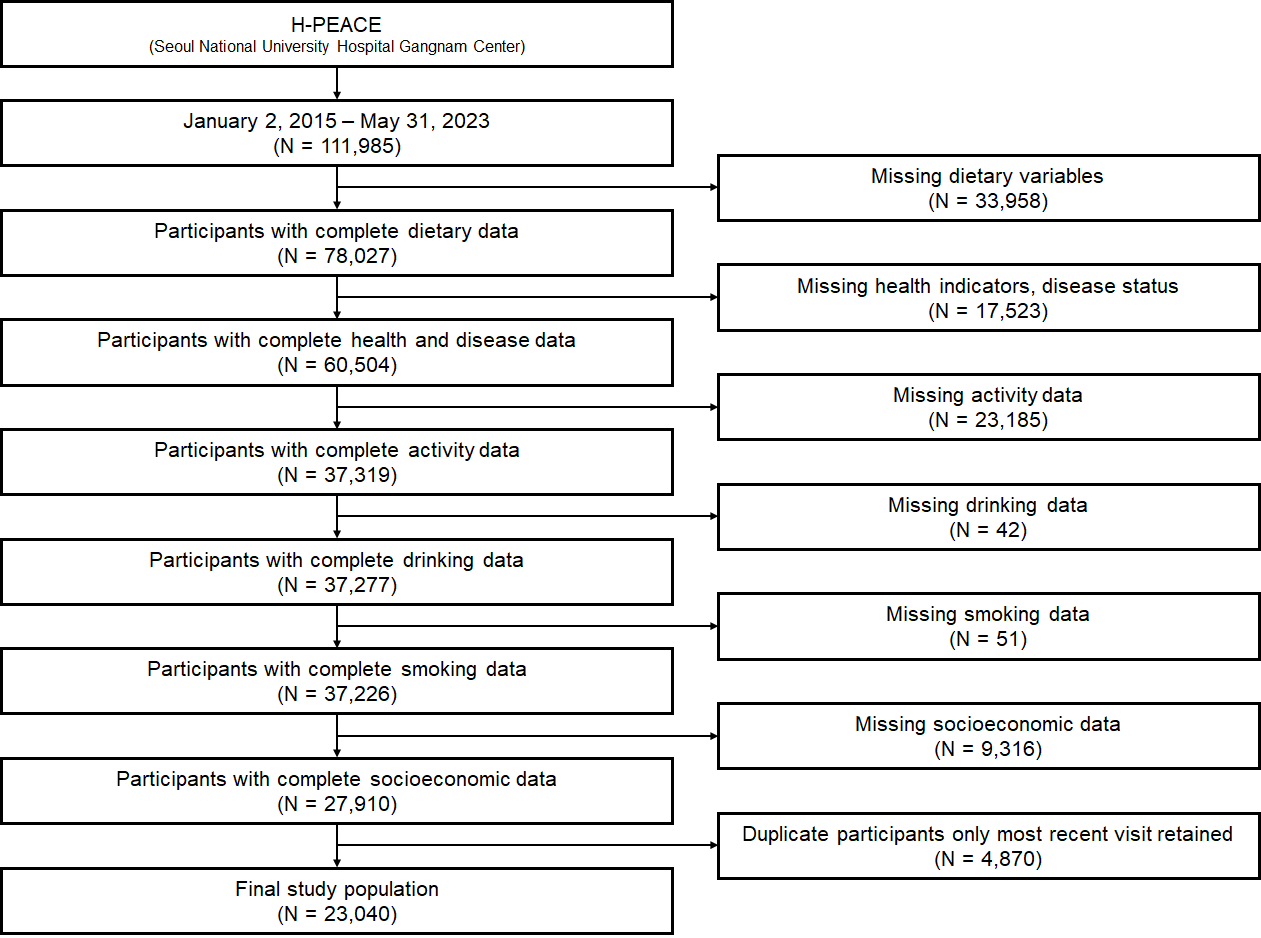 H-PEACE
(Seoul National University Hospital Gangnam Center)
January 2, 2015 – May 31, 2023
(N = 111,985)
Missing dietary variables
(N = 33,958)
Participants with complete dietary data
(N = 78,027)
Missing health indicators, disease status
(N = 17,523)
Participants with complete health and disease data
(N = 60,504)
Missing activity data
(N = 23,185)
Participants with complete activity data
(N = 37,319)
Missing drinking data
(N = 42)
Participants with complete drinking data
(N = 37,277)
Missing smoking data
(N = 51)
Participants with complete smoking data
(N = 37,226)
Missing socioeconomic data
(N = 9,316)
Participants with complete socioeconomic data
(N = 27,910)
Duplicate participants only most recent visit retained
(N = 4,870)
Final study population
(N = 23,040)